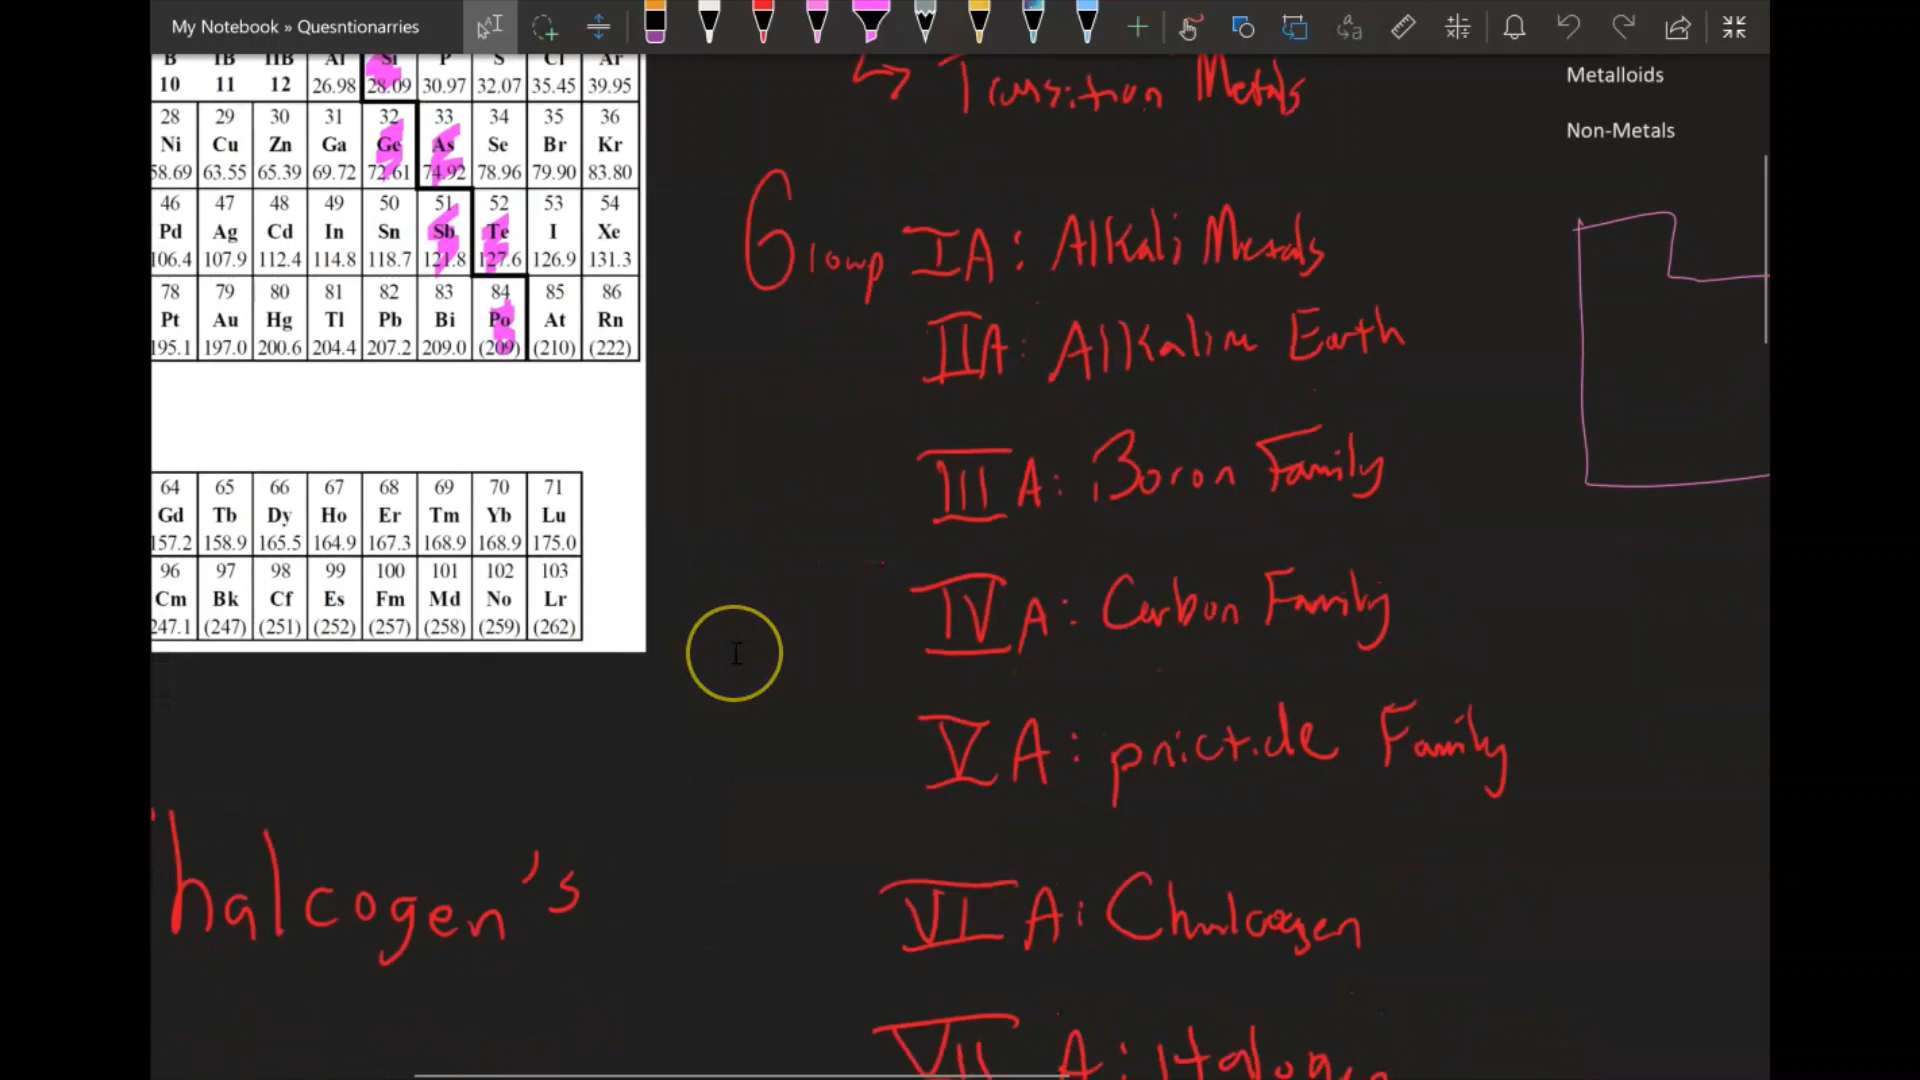 My Notebook » Quesntionarries
B IB IIB Al Si P S Cl Ar
10 11 12 26.98 28.09 30.97 32.07 35.45 39.95
28 29 30 31 32 33 34 35 36
Ni Cu Zn Ga Ge As Se Br Kr
58.69 63.55 65.39 69.72 72.61 74.92 78.96 79.90 83.80
46 47 48 49 50 51 52 53 54
Pd Ag Cd In Sn Sb Te I Xe
106.4 107.9 112.4 114.8 118.7 121.8 127.6 126.9 131.3
78 79 80 81 82 83 84 85 86
Pt Au Hg Tl Pb Bi Po At Rn
195.1 197.0 200.6 204.4 207.2 209.0 (209) (210) (222)
64 65 66 67 68 69 70 71
Gd Tb Dy Ho Er Tm Yb Lu
157.2 158.9 165.5 164.9 167.3 168.9 168.9 175.0
96 97 98 99 100 101 102 103
Cm Bk Cf Es Fm Md No Lr
247.1 (247) (251) (252) (257) (258) (259) (262)
halcogen's
Transition Metals
Group IA: Alkali Metals
IIA: Alkaline Earth
III A: Boron Family
IV A: Carbon Family
V A: pnictide Family
VI A: Chalcogen
VII A: Halogen
Metalloids
Non-Metals